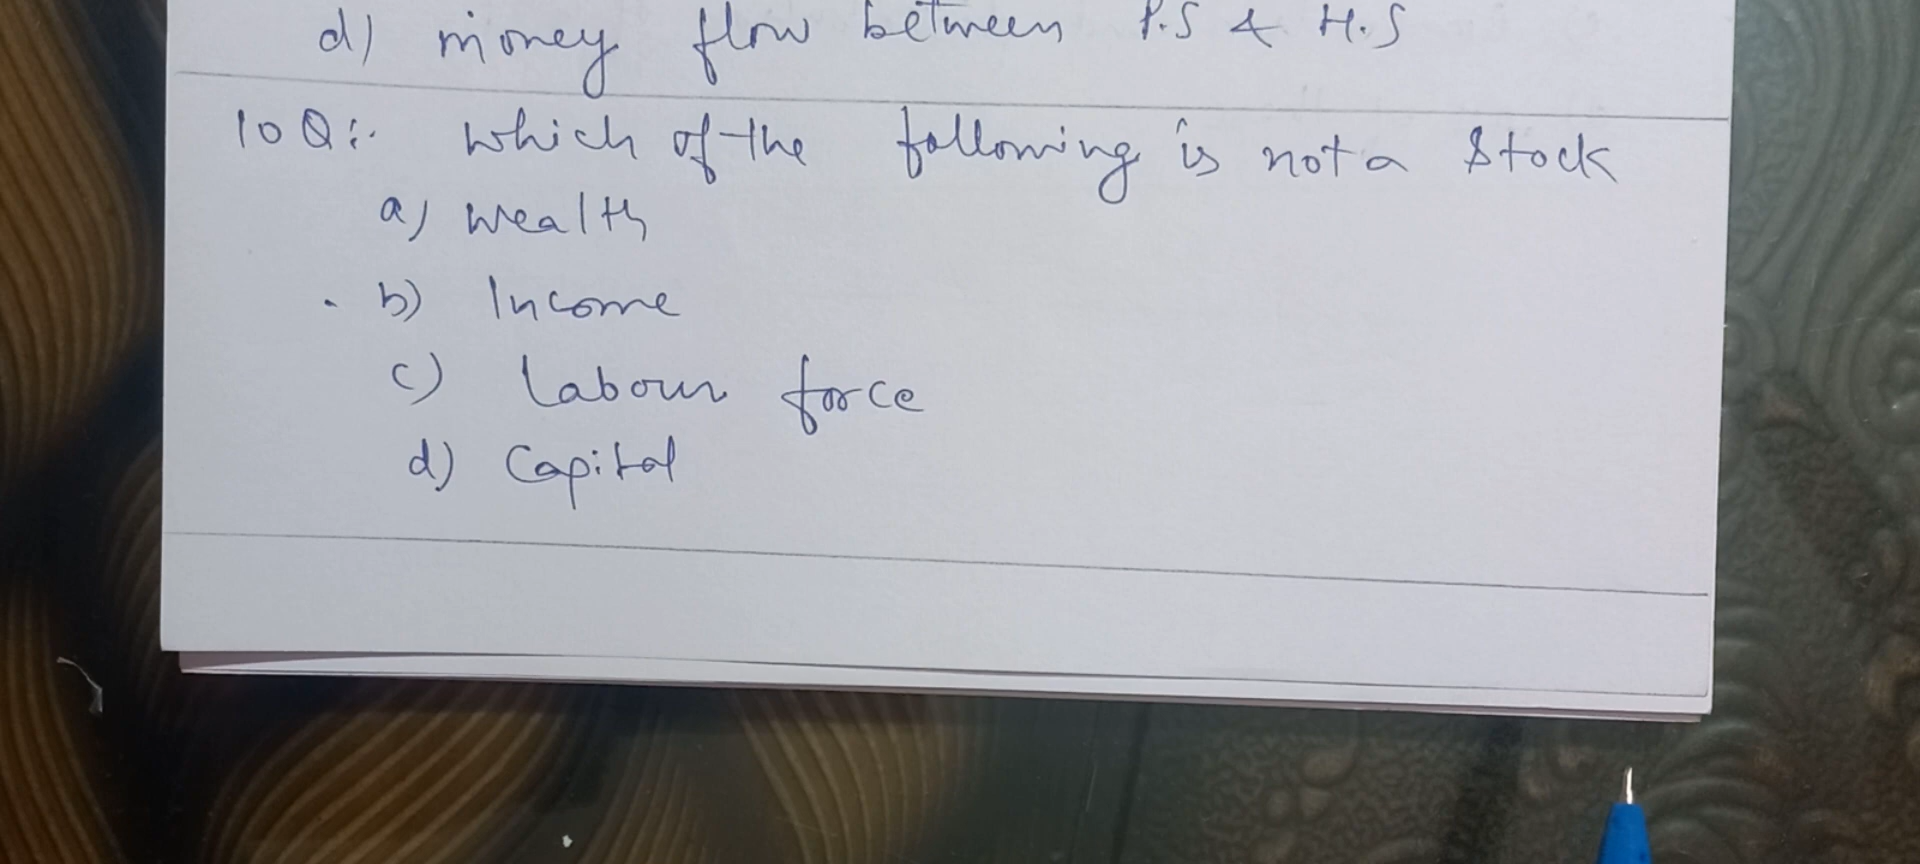 d) money flow between P.S & H.S
10 Q:. which of the following is not a stock
a) wealth
. b) Income
c) Labour force
d) Capital